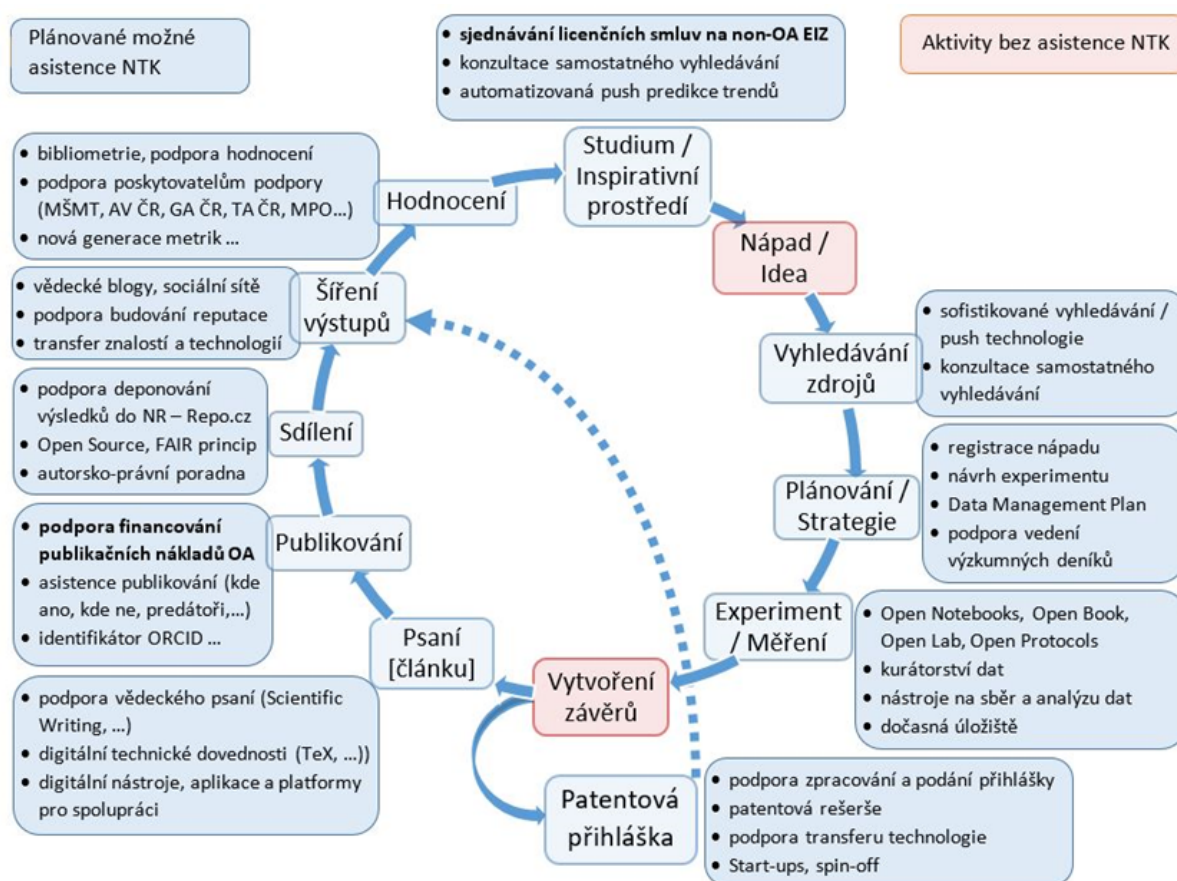 Plánované možné
asistence NTK
• sjednávání licenčních smluv na non-OA EIZ
• konzultace samostatného vyhledávání
• automatizovaná push predikce trendů
Aktivity bez asistence NTK
Studium /
Inspirativní
prostředí
Nápad /
Idea
Vyhledávání
zdrojů
• sofistikované vyhledávání /
push technologie
• konzultace samostatného
vyhledávání
Plánování /
Strategie
• registrace nápadu
• návrh experimentu
• Data Management Plan
• podpora vedení
výzkumných deníků
Experiment
/ Měření
• Open Notebooks, Open Book,
Open Lab, Open Protocols
• kurátorství dat
• nástroje na sběr a analýzu dat
• dočasná úložiště
Vytvoření
závěrů
Patentová
přihláška
• podpora zpracování a podání přihlášky
• patentová rešerše
• podpora transferu technologie
• Start-ups, spin-off
Psaní
[článku]
• podpora vědeckého psaní (Scientific
Writing, …)
• digitální technické dovednosti (TeX, …))
• digitální nástroje, aplikace a platformy
pro spolupráci
Publikování
• podpora financování
publikačních nákladů OA
• asistence publikování (kde
ano, kde ne, predátoři,…)
• identifikátor ORCID …
Sdílení
• podpora deponování
výsledků do NR – Repo.cz
• Open Source, FAIR princip
• autorsko-právní poradna
Šíření
výstupů
• vědecké blogy, sociální sítě
• podpora budování reputace
• transfer znalostí a technologií
Hodnocení
• bibliometrie, podpora hodnocení
• podpora poskytovatelům podpory
(MŠMT, AV ČR, GA ČR, TA ČR, MPO…)
• nová generace metrik …